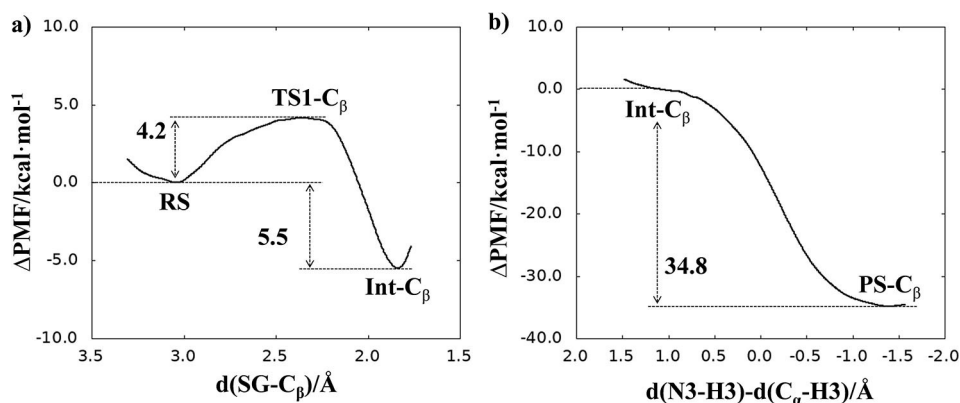 a)
ΔPMF/kcal·mol⁻¹
10.0
5.0
0.0
-5.0
-10.0
4.2
TS1-Cβ
RS
5.5
Int-Cβ
3.5 3.0 2.5 2.0 1.5
d(SG-Cβ)/Å
b)
ΔPMF/kcal·mol⁻¹
10.0
0.0
-10.0
-20.0
-30.0
-40.0
Int-Cβ
34.8
PS-Cβ
2.0 1.5 1.0 0.5 0.0 -0.5 -1.0 -1.5 -2.0
d(N3-H3)-d(Cα-H3)/Å